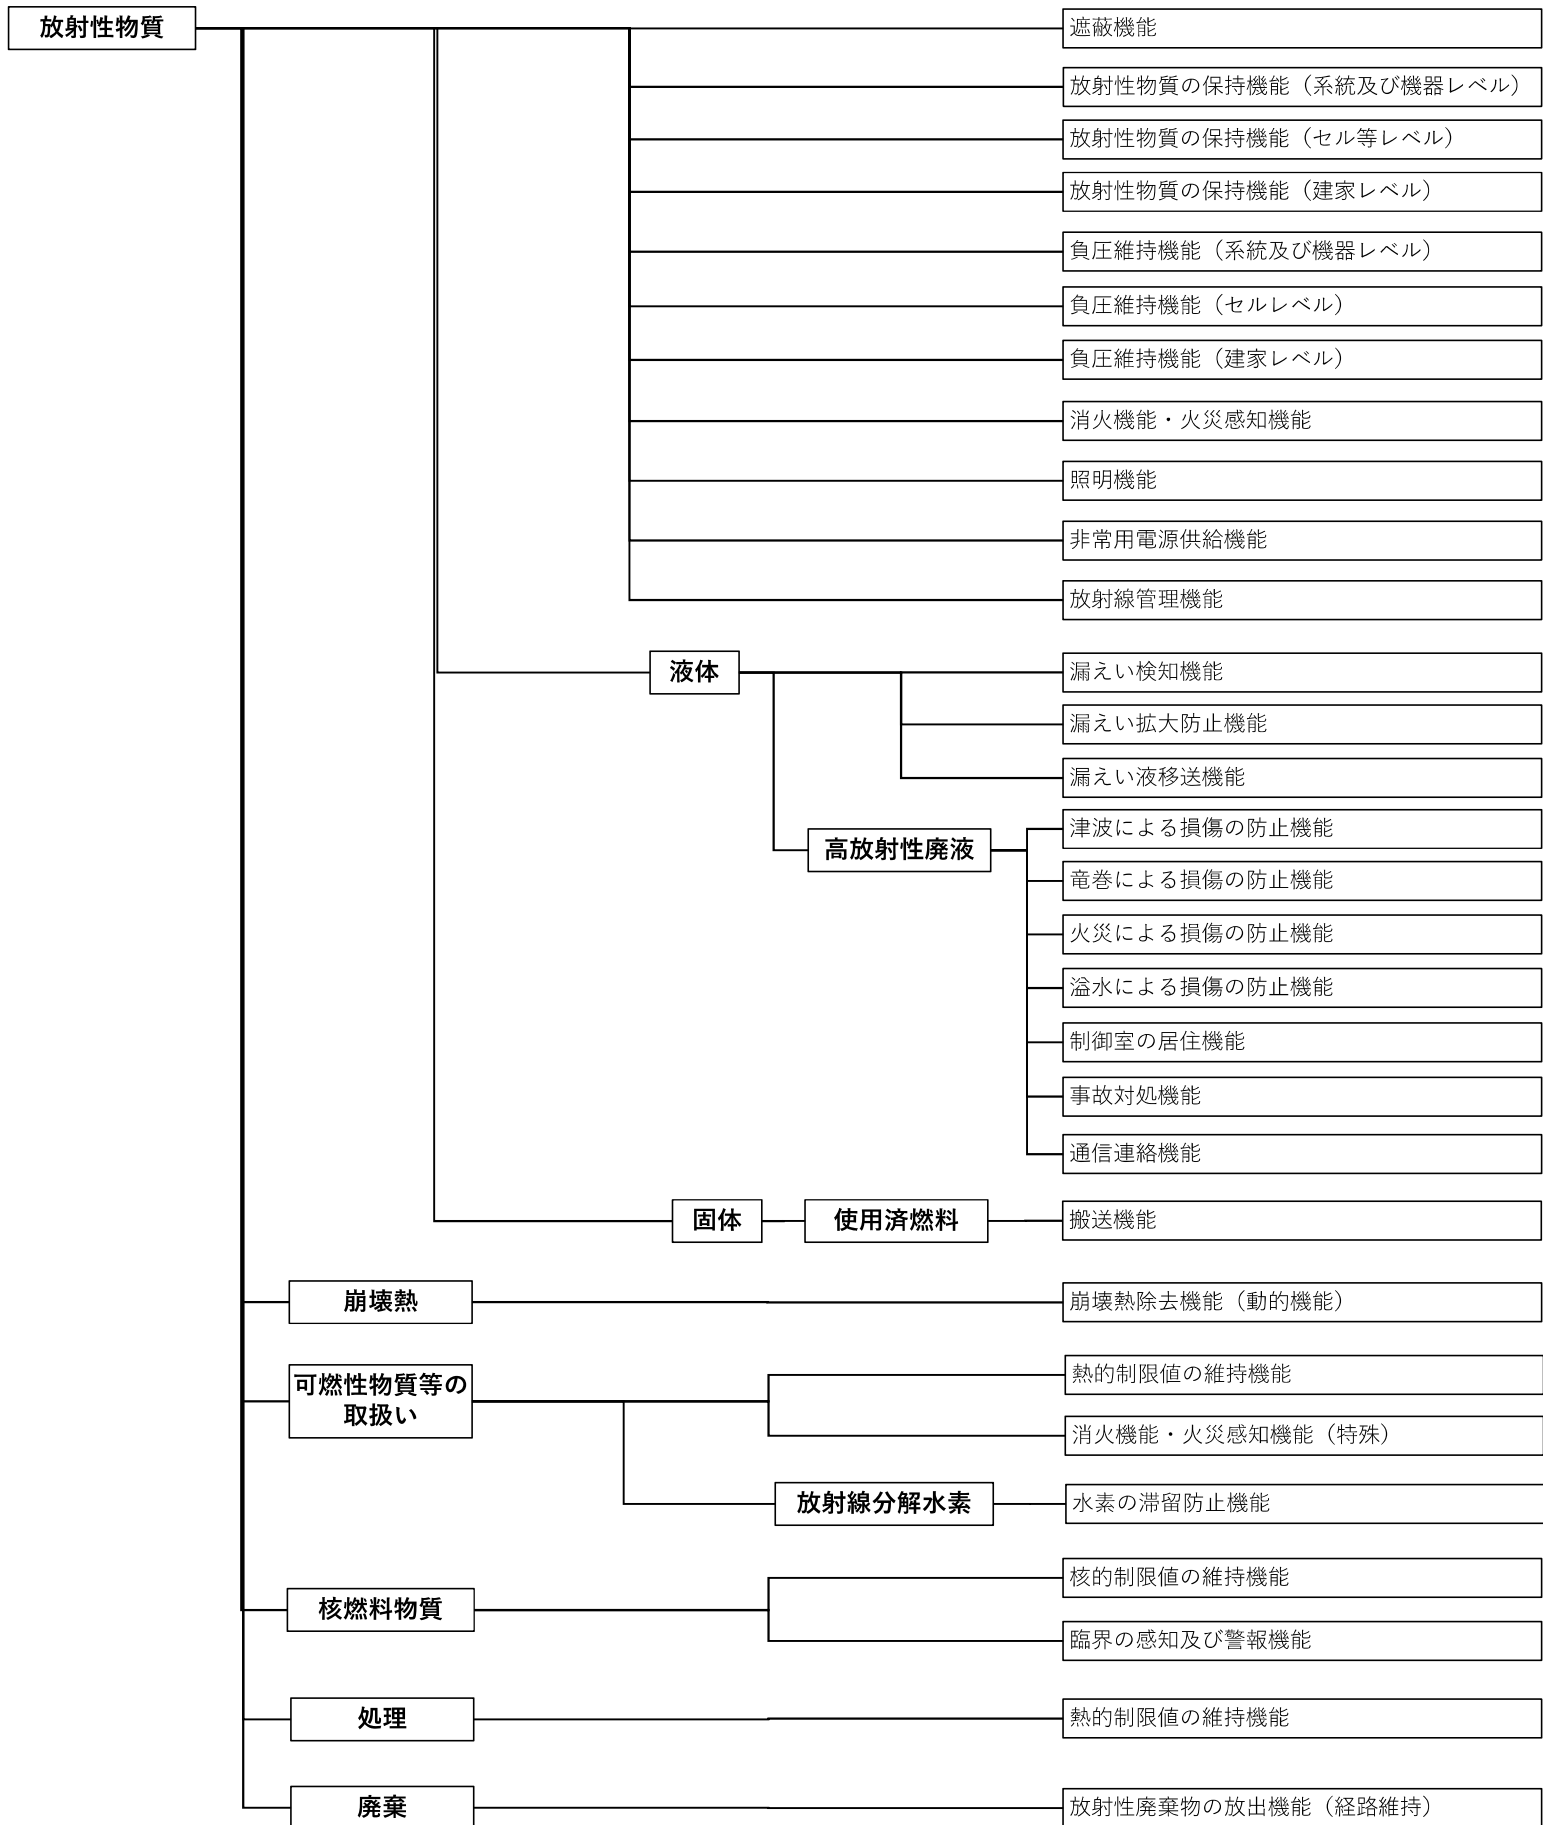 放射性物質
遮蔽機能
放射性物質の保持機能（系統及び機器レベル）
放射性物質の保持機能（セル等レベル）
放射性物質の保持機能（建家レベル）
負圧維持機能（系統及び機器レベル）
負圧維持機能（セルレベル）
負圧維持機能（建家レベル）
消火機能・火災感知機能
照明機能
非常用電源供給機能
放射線管理機能
液体
漏えい検知機能
漏えい拡大防止機能
漏えい液移送機能
高放射性廃液
津波による損傷の防止機能
竜巻による損傷の防止機能
火災による損傷の防止機能
溢水による損傷の防止機能
制御室の居住機能
事故対処機能
通信連絡機能
固体
使用済燃料
搬送機能
崩壊熱
崩壊熱除去機能（動的機能）
可燃性物質等の
取扱い
熱的制限値の維持機能
消火機能・火災感知機能（特殊）
放射線分解水素
水素の滞留防止機能
核燃料物質
核的制限値の維持機能
臨界の感知及び警報機能
処理
熱的制限値の維持機能
廃棄
放射性廃棄物の放出機能（経路維持）